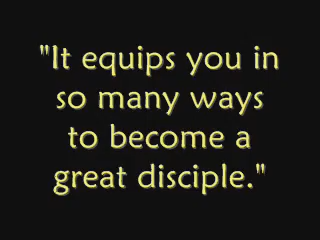 "It equips you in
so many ways
to become a
great disciple."